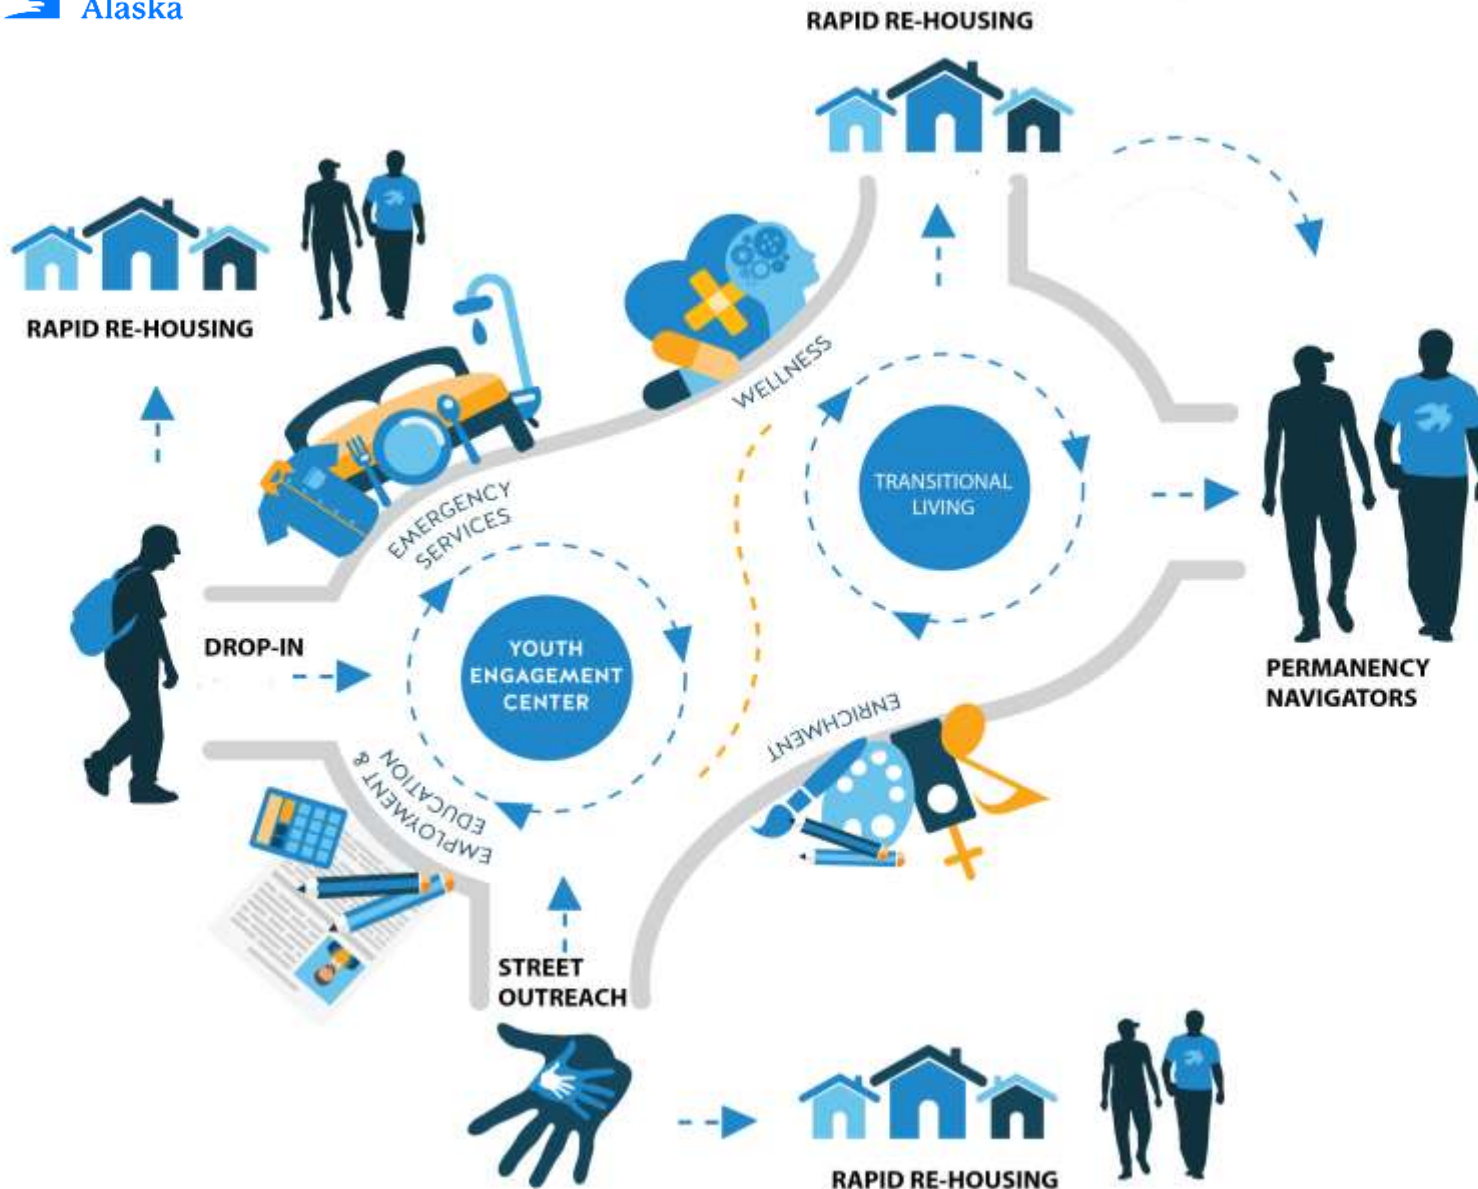 Alaska
RAPID RE-HOUSING
RAPID RE-HOUSING
WELLNESS
EMERGENCY
SERVICES
TRANSITIONAL
LIVING
DROP-IN
YOUTH
ENGAGEMENT
CENTER
PERMANENCY
NAVIGATORS
ENRICHMENT
EMPLOYMENT &
EDUCATION
STREET
OUTREACH
RAPID RE-HOUSING